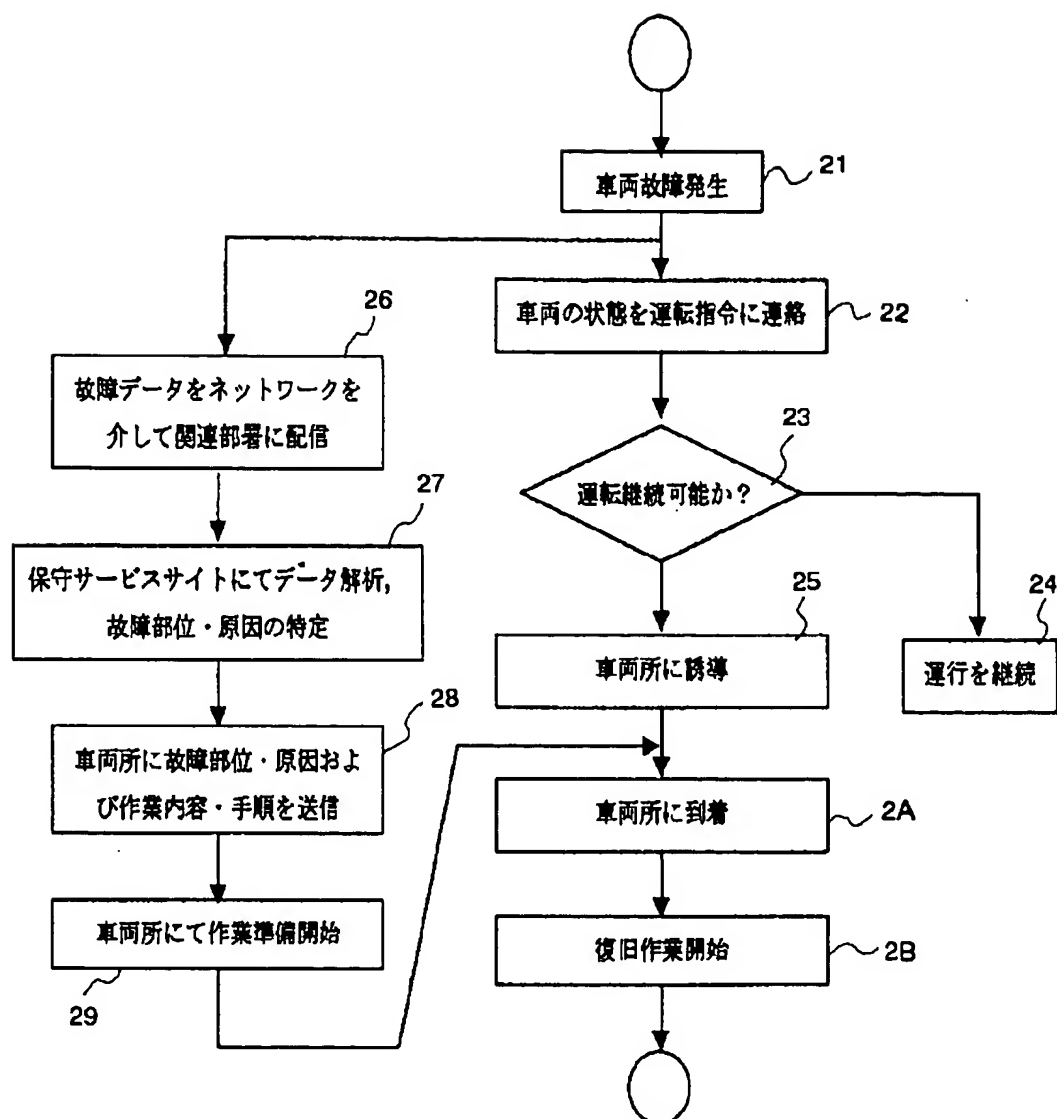 車両故障発生
21
車両の状態を運転指令に連絡
22
運転継続可能か？
23
運行を継続
24
車両所に誘導
25
故障データをネットワークを
介して関連部署に配信
26
保守サービスサイトにてデータ解析,
故障部位・原因の特定
27
車両所に故障部位・原因およ
び作業内容・手順を送信
28
車両所にて作業準備開始
29
車両所に到着
2A
復旧作業開始
2B